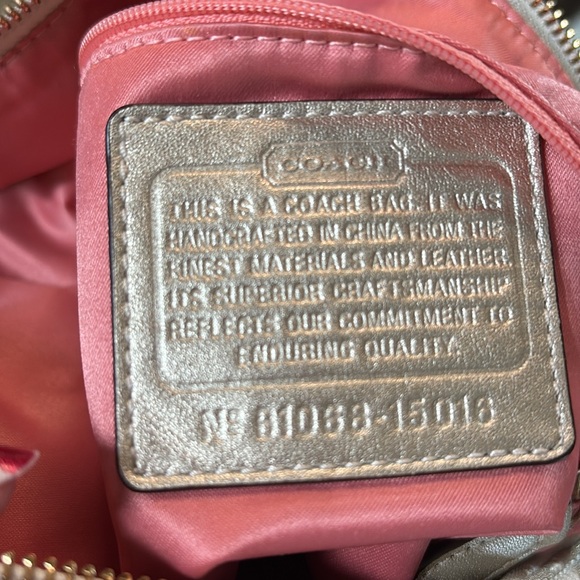 COACH
THIS IS A COACH BAG. IT WAS
HANDCRAFTED IN CHINA FROM THE
FINEST MATERIALS AND LEATHER.
ITS SUPERIOR CRAFTSMANSHIP
REFLECTS OUR COMMITMENT TO
ENDURING QUALITY.
Nº 81068-15016